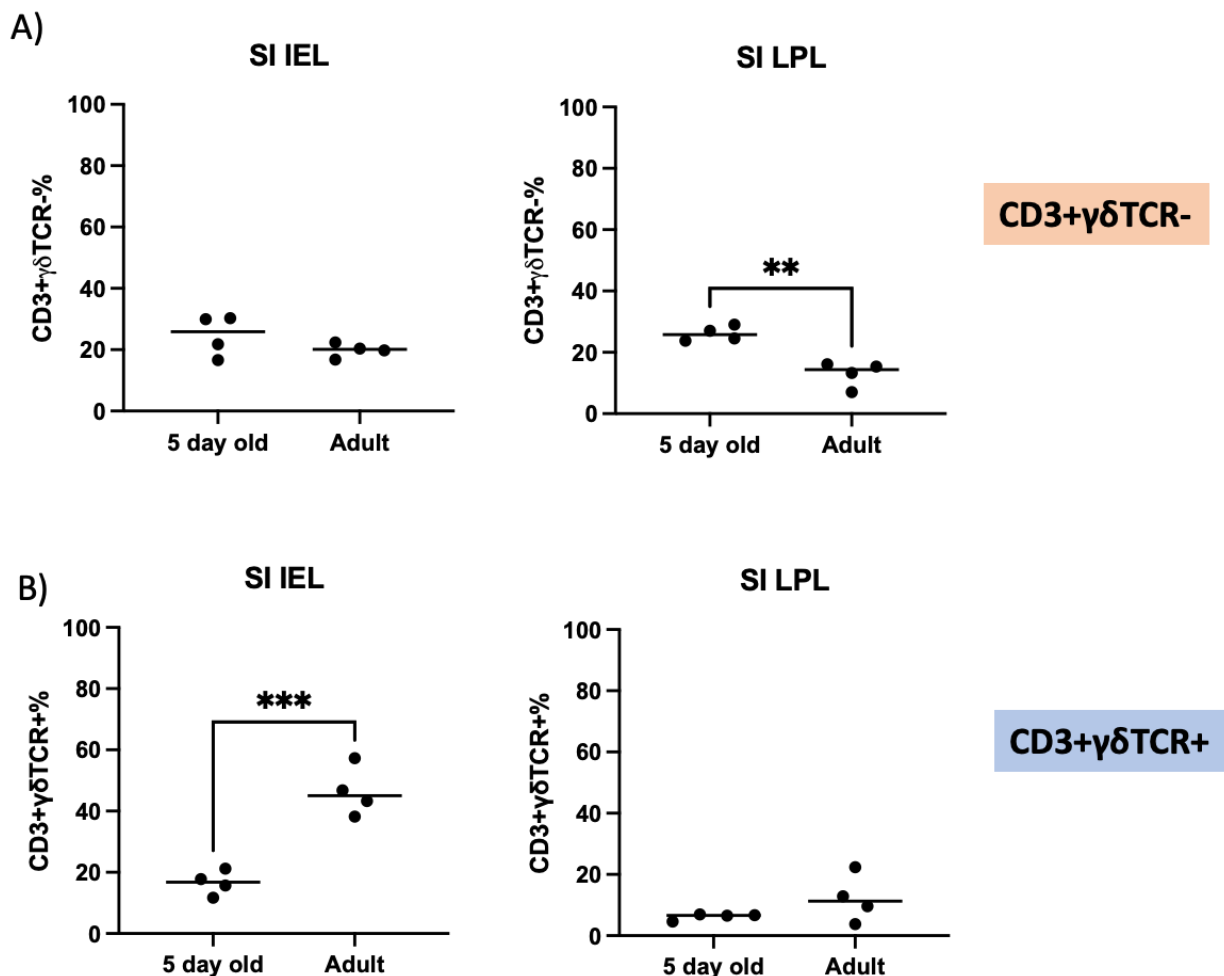 A)
SI IEL
100
80
60
40
20
0
CD3+γδTCR-%
5 day old
Adult
SI LPL
100
80
60
40
20
0
CD3+γδTCR-%
**
5 day old
Adult
CD3+γδTCR-
B)
SI IEL
100
80
60
40
20
0
CD3+γδTCR+%
***
5 day old
Adult
SI LPL
100
80
60
40
20
0
CD3+γδTCR+%
5 day old
Adult
CD3+γδTCR+